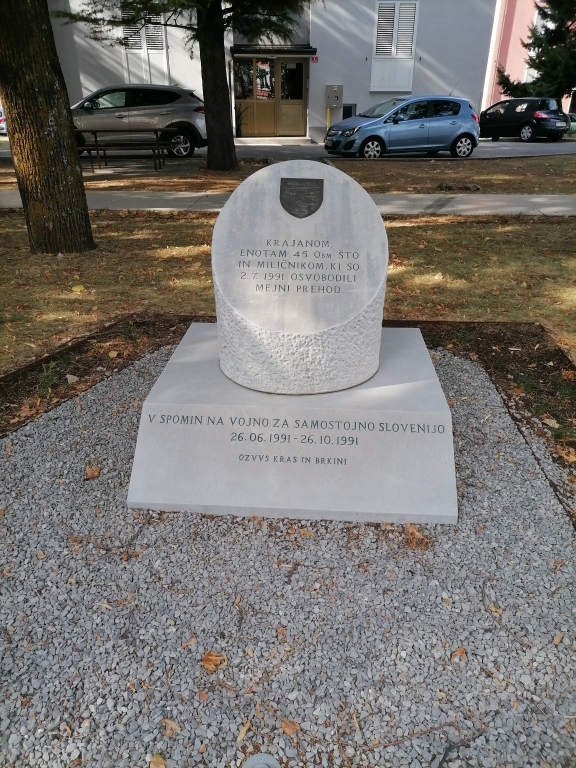 KRAJANOM,
ENOTAM 45 OBM ŠTO
IN MILIČNIKOM, KI SO
2.7.1991 OSVOBODILI
MEJNI PREHOD
V SPOMIN NA VOJNO ZA SAMOSTOJNO SLOVENIJO
26.06.1991-26.10.1991
OZVVS KRAS IN BRKINI